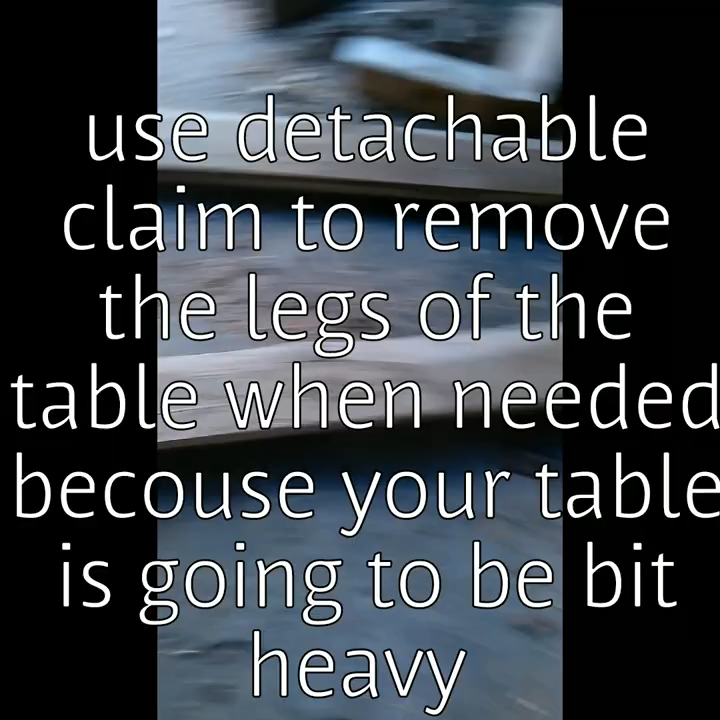 use detachable
claim to remove
the legs of the
table when needed
becouse your table
is going to be bit
heavy